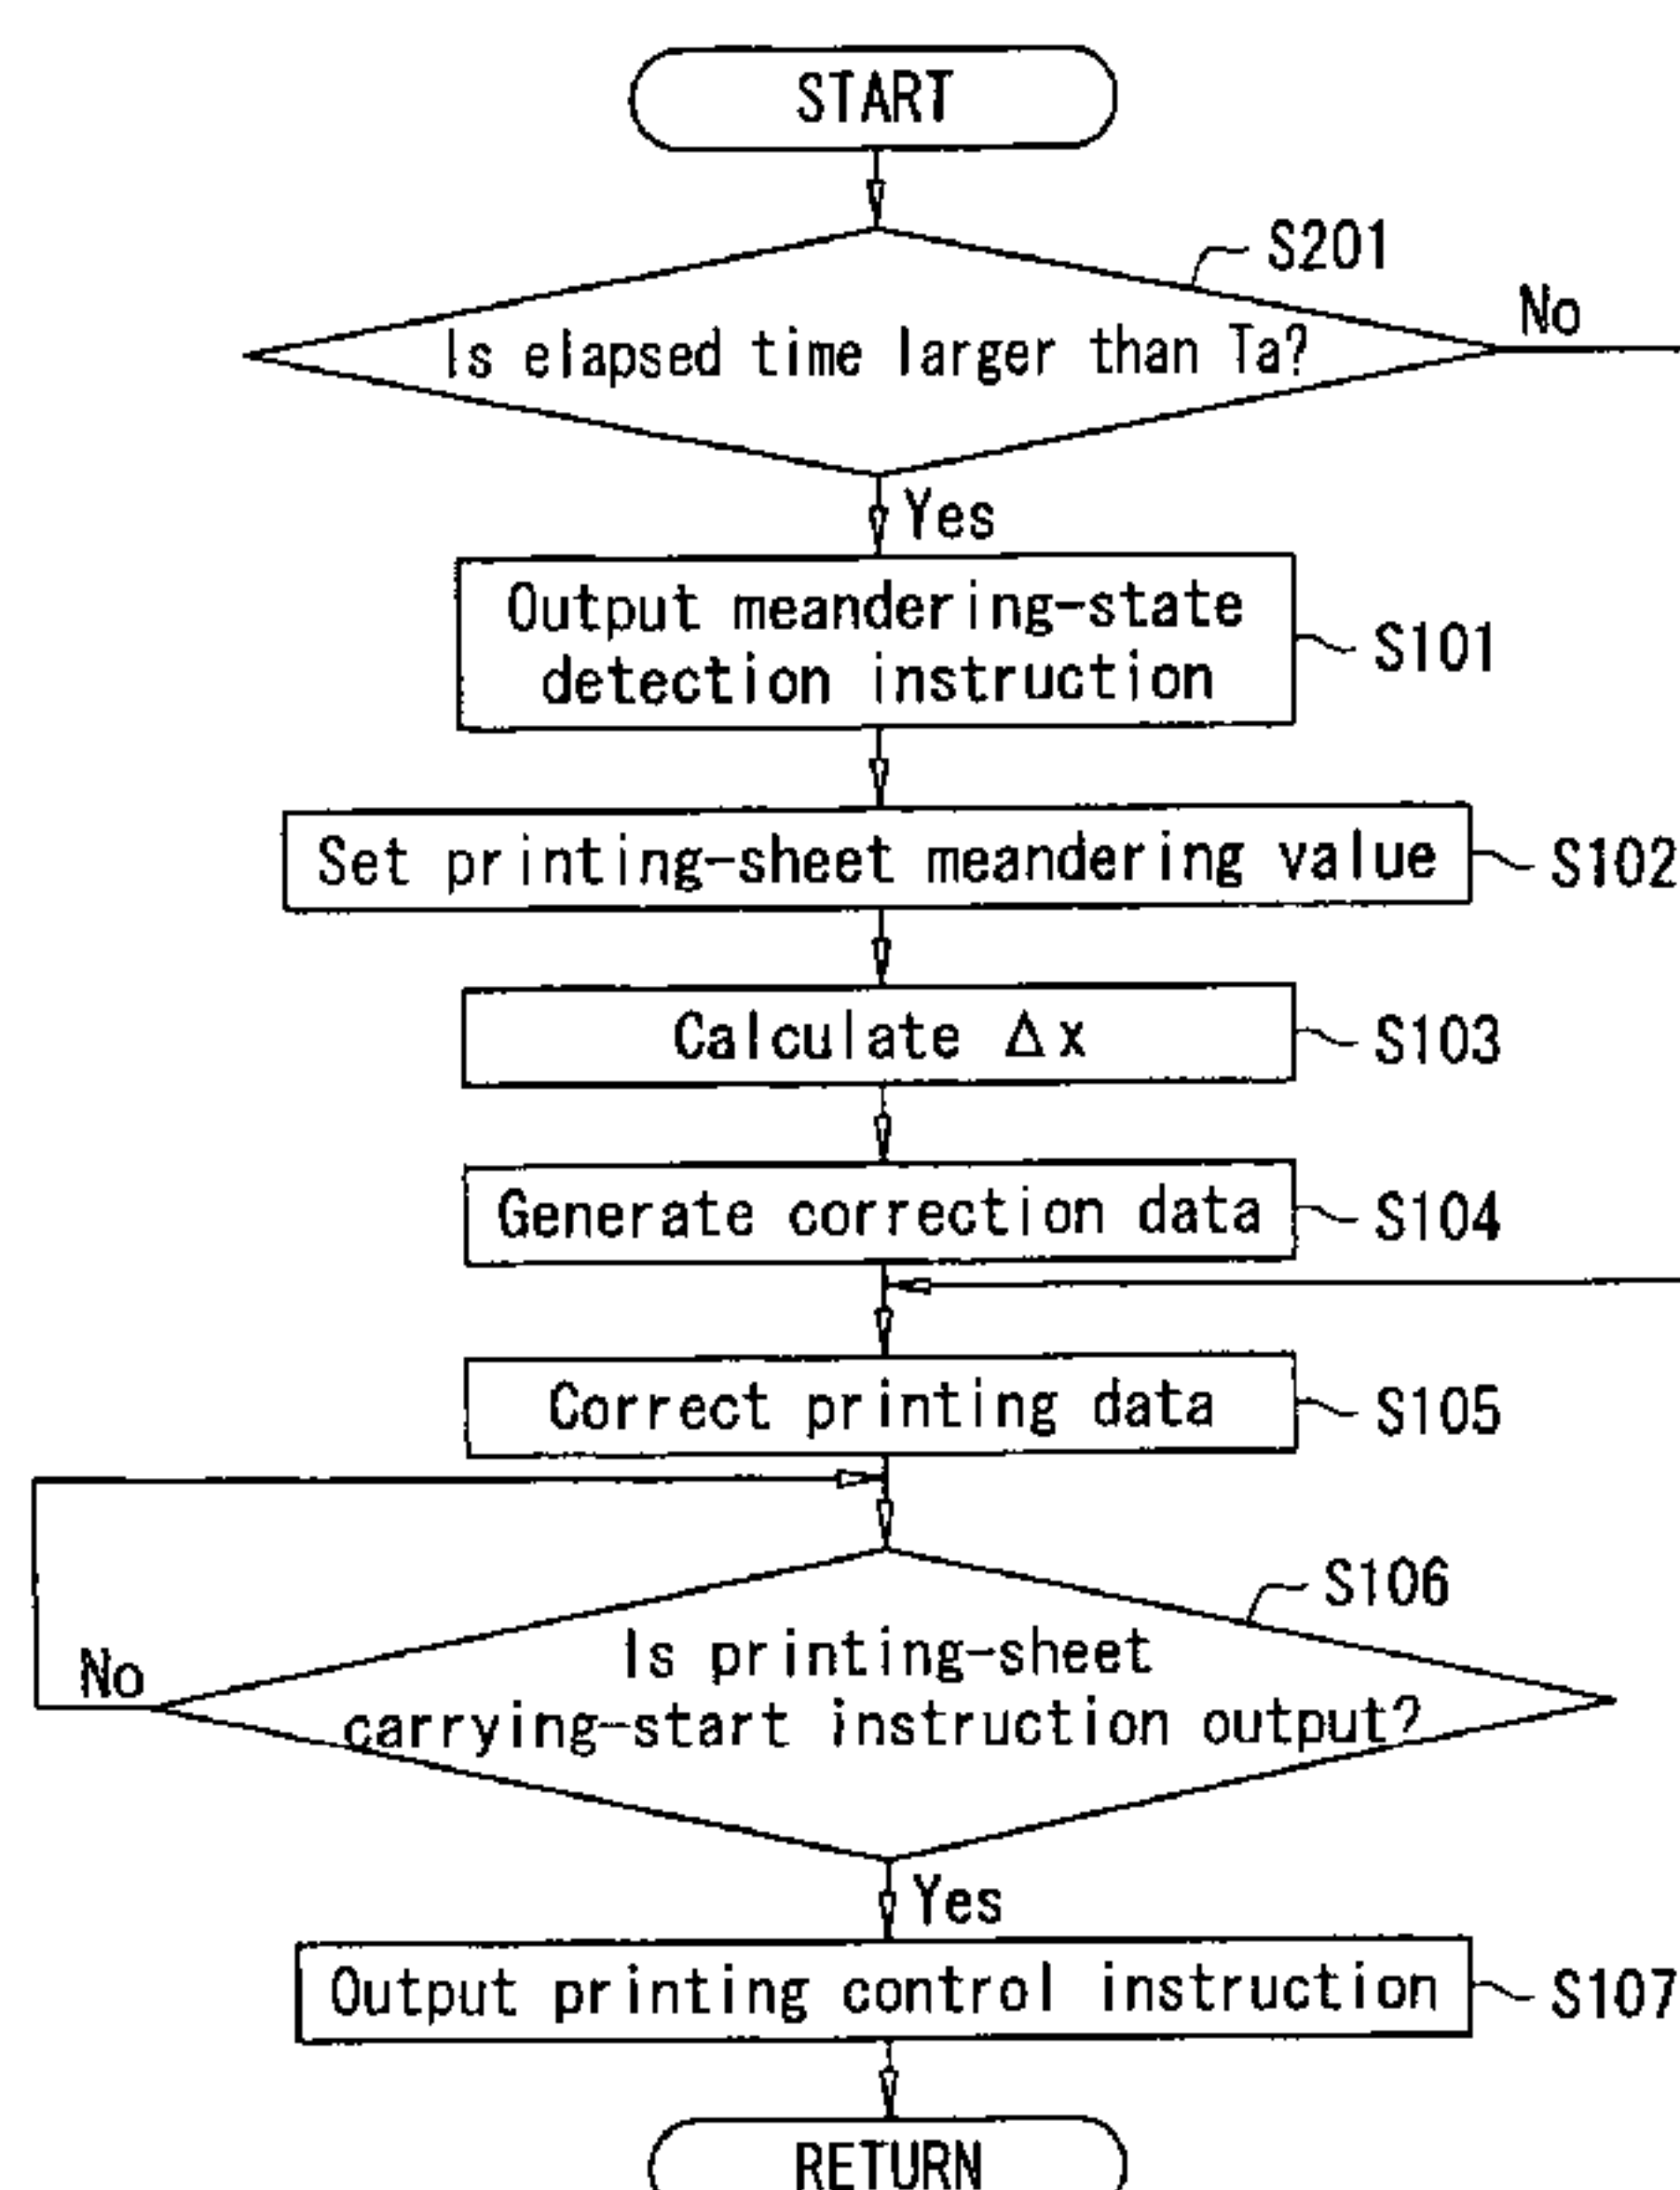 START
S201
No
Is elapsed time larger than Ta?
Yes
Output meandering-state
detection instruction
S101
Set printing-sheet meandering value
S102
Calculate Δx
S103
Generate correction data
S104
Correct printing data
S105
S106
Is printing-sheet
No
carrying-start instruction output?
Yes
Output printing control instruction
S107
RETURN